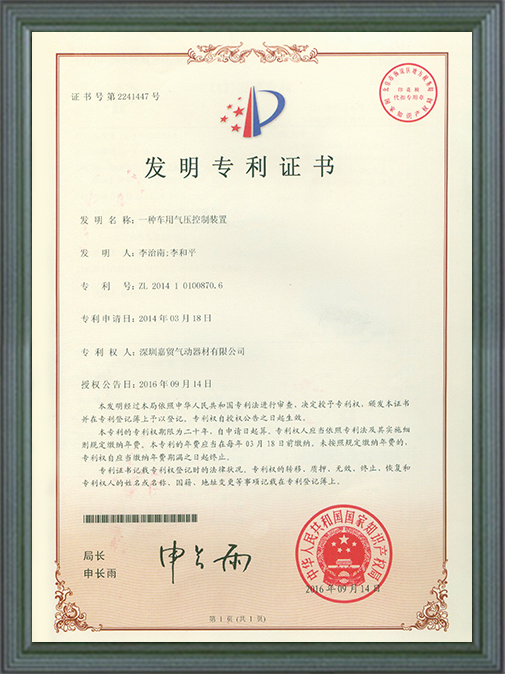 证书号第2241447号
印花税
代扣专用章
发明专利证书
发明名称：一种车用气压控制装置
发明人：李治南;李和平
专利号：ZL 2014 1 0100870.6
专利申请日：2014年03月18日
专利权人：深圳嘉贸气动器材有限公司
授权公告日：2016年09月14日
本发明经过本局依照中华人民共和国专利法进行审查，决定授予专利权，颁发本证书
并在专利登记簿上予以登记。专利权自授权公告之日起生效。
本专利的专利权期限为二十年，自申请日起算。专利权人应当依照专利法及其实施细
则规定缴纳年费。本专利的年费应当在每年03月18日前缴纳。未按照规定缴纳年费的，
专利权自应当缴纳年费期满之日起终止。
专利证书记载专利权登记时的法律状况。专利权的转移、质押、无效、终止、恢复和
专利权人的姓名或名称、国籍、地址变更等事项记载在专利登记簿上。
局长
申长雨
申长雨
中华人民共和国国家知识产权局
2016年09月14日
第1页(共1页)